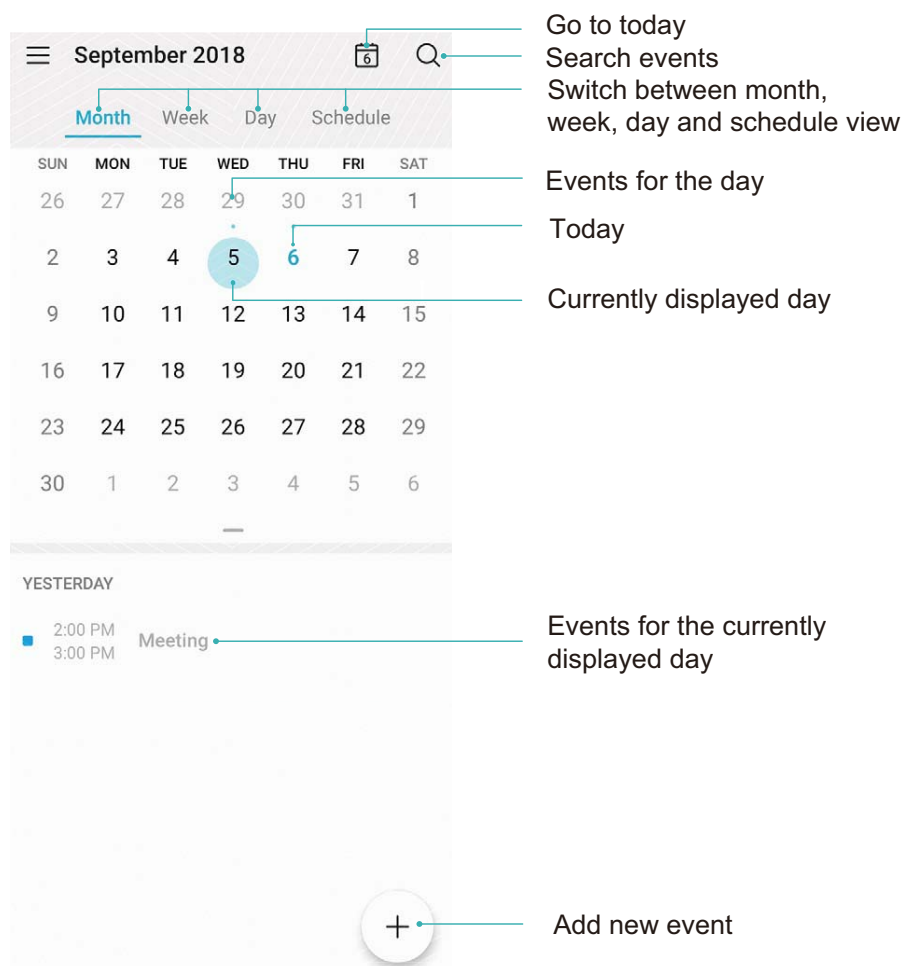 Go to today
September 2018
6
Search events
Switch between month,
week, day and schedule view
Month Week Day Schedule
SUN MON TUE WED THU FRI SAT
26 27 28 29 30 31 1
Events for the day
Today
2 3 4 5 6 7 8
Currently displayed day
9 10 11 12 13 14 15
16 17 18 19 20 21 22
23 24 25 26 27 28 29
30 1 2 3 4 5 6
YESTERDAY
2:00 PM
3:00 PM
Meeting
Events for the currently
displayed day
Add new event